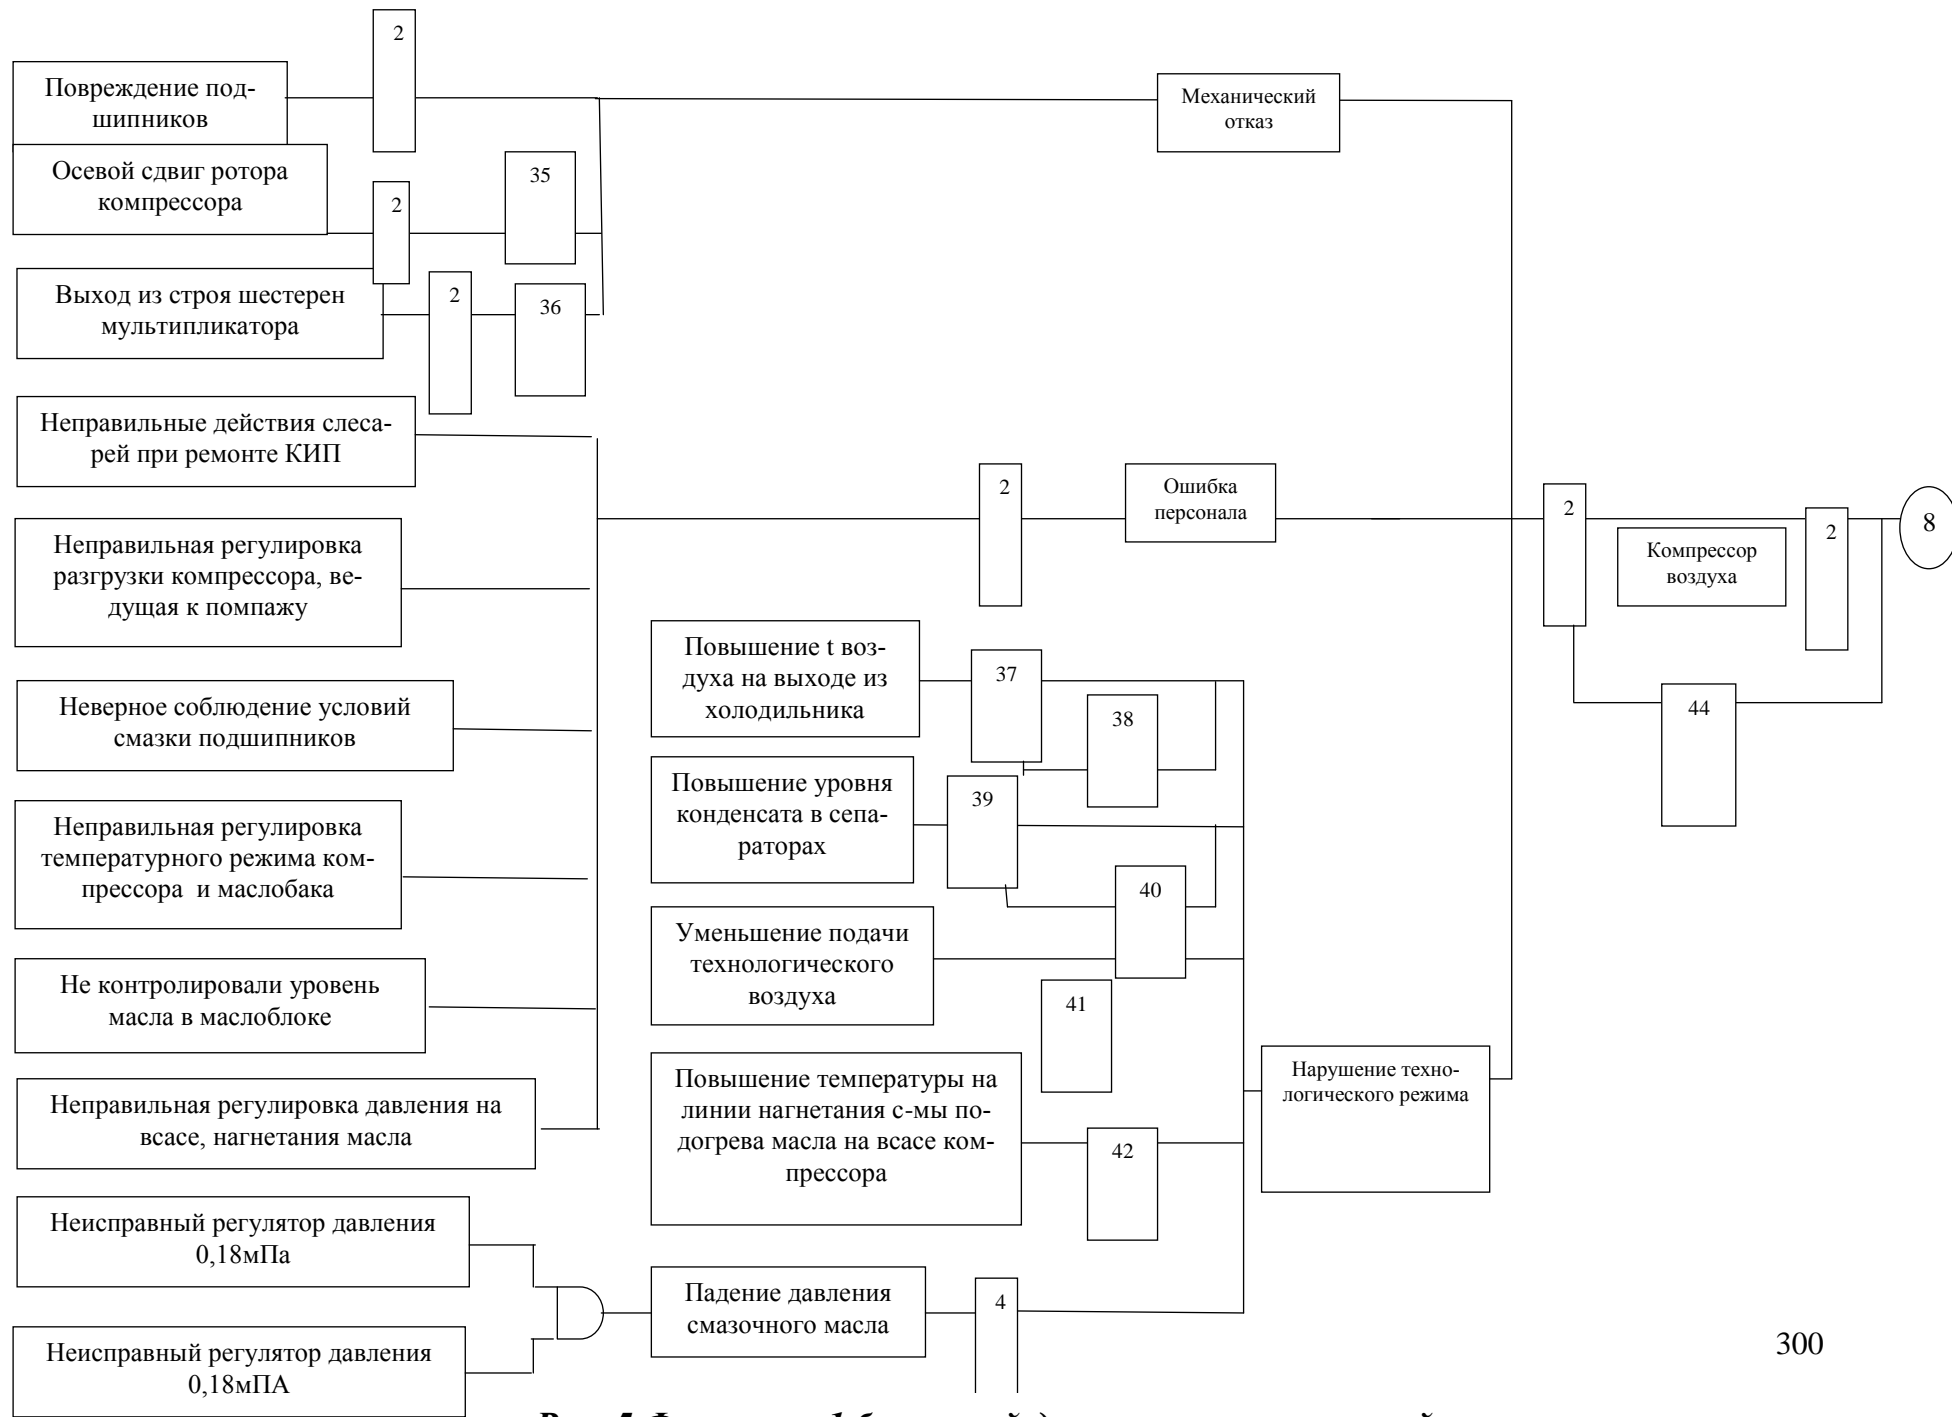 2
Повреждение под-
шипников
Механический
отказ
Осевой сдвиг ротора
компрессора
2
35
Выход из строя шестерен
мультипликатора
2
36
Неправильные действия слеса-
рей при ремонте КИП
2
Ошибка
персонала
2
Компрессор
воздуха
2
8
44
Неправильная регулировка
разгрузки компрессора, ве-
дущая к помпажу
Неверное соблюдение условий
смазки подшипников
Неправильная регулировка
температурного режима ком-
прессора и маслобака
Не контролировали уровень
масла в маслоблоке
Неправильная регулировка давления на
всасе, нагнетания масла
Повышение t воз-
духа на выходе из
холодильника
37
38
Повышение уровня
конденсата в сепа-
раторах
39
40
Уменьшение подачи
технологического
воздуха
41
Повышение температуры на
линии нагнетания с-мы по-
догрева масла на всасе ком-
прессора
42
Нарушение техно-
логического режима
Неисправный регулятор давления
0,18мПа
Неисправный регулятор давления
0,18мПА
Падение давления
смазочного масла
4
300